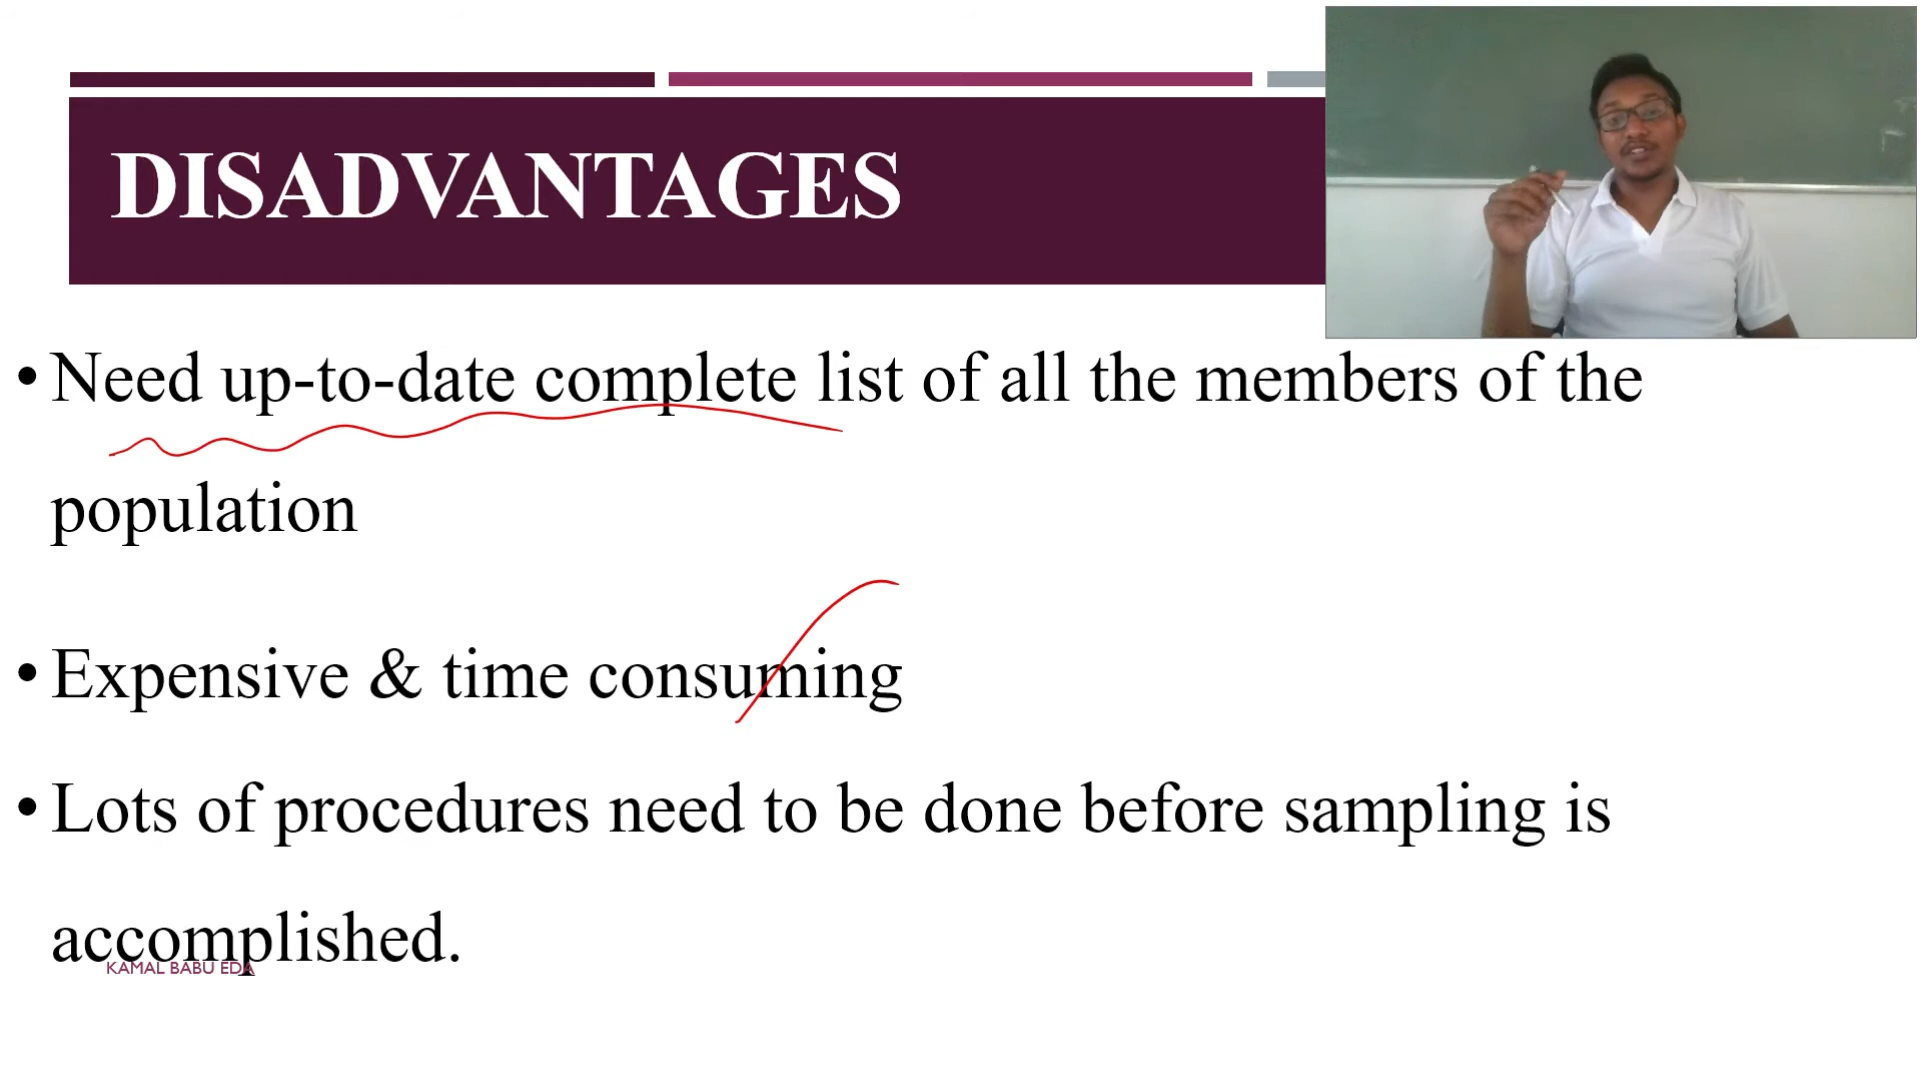 DISADVANTAGES
• Need up-to-date complete list of all the members of the
population
• Expensive & time consuming
• Lots of procedures need to be done before sampling is
accomplished.
KAMAL BABU EDA